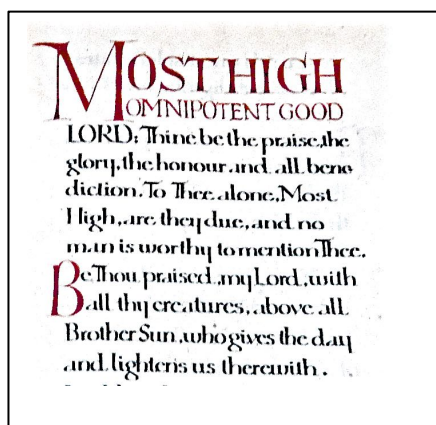 MOST HIGH
OMNIPOTENT GOOD
LORD: Thine be the praise, the
glory, the honour and all bene
diction. To Thee alone, Most
High, are they due, and no
man is worthy to mention Thee.
Be Thou praised, my Lord, with
all thy creatures, above all
Brother Sun, who gives the day
and lightens us therewith.